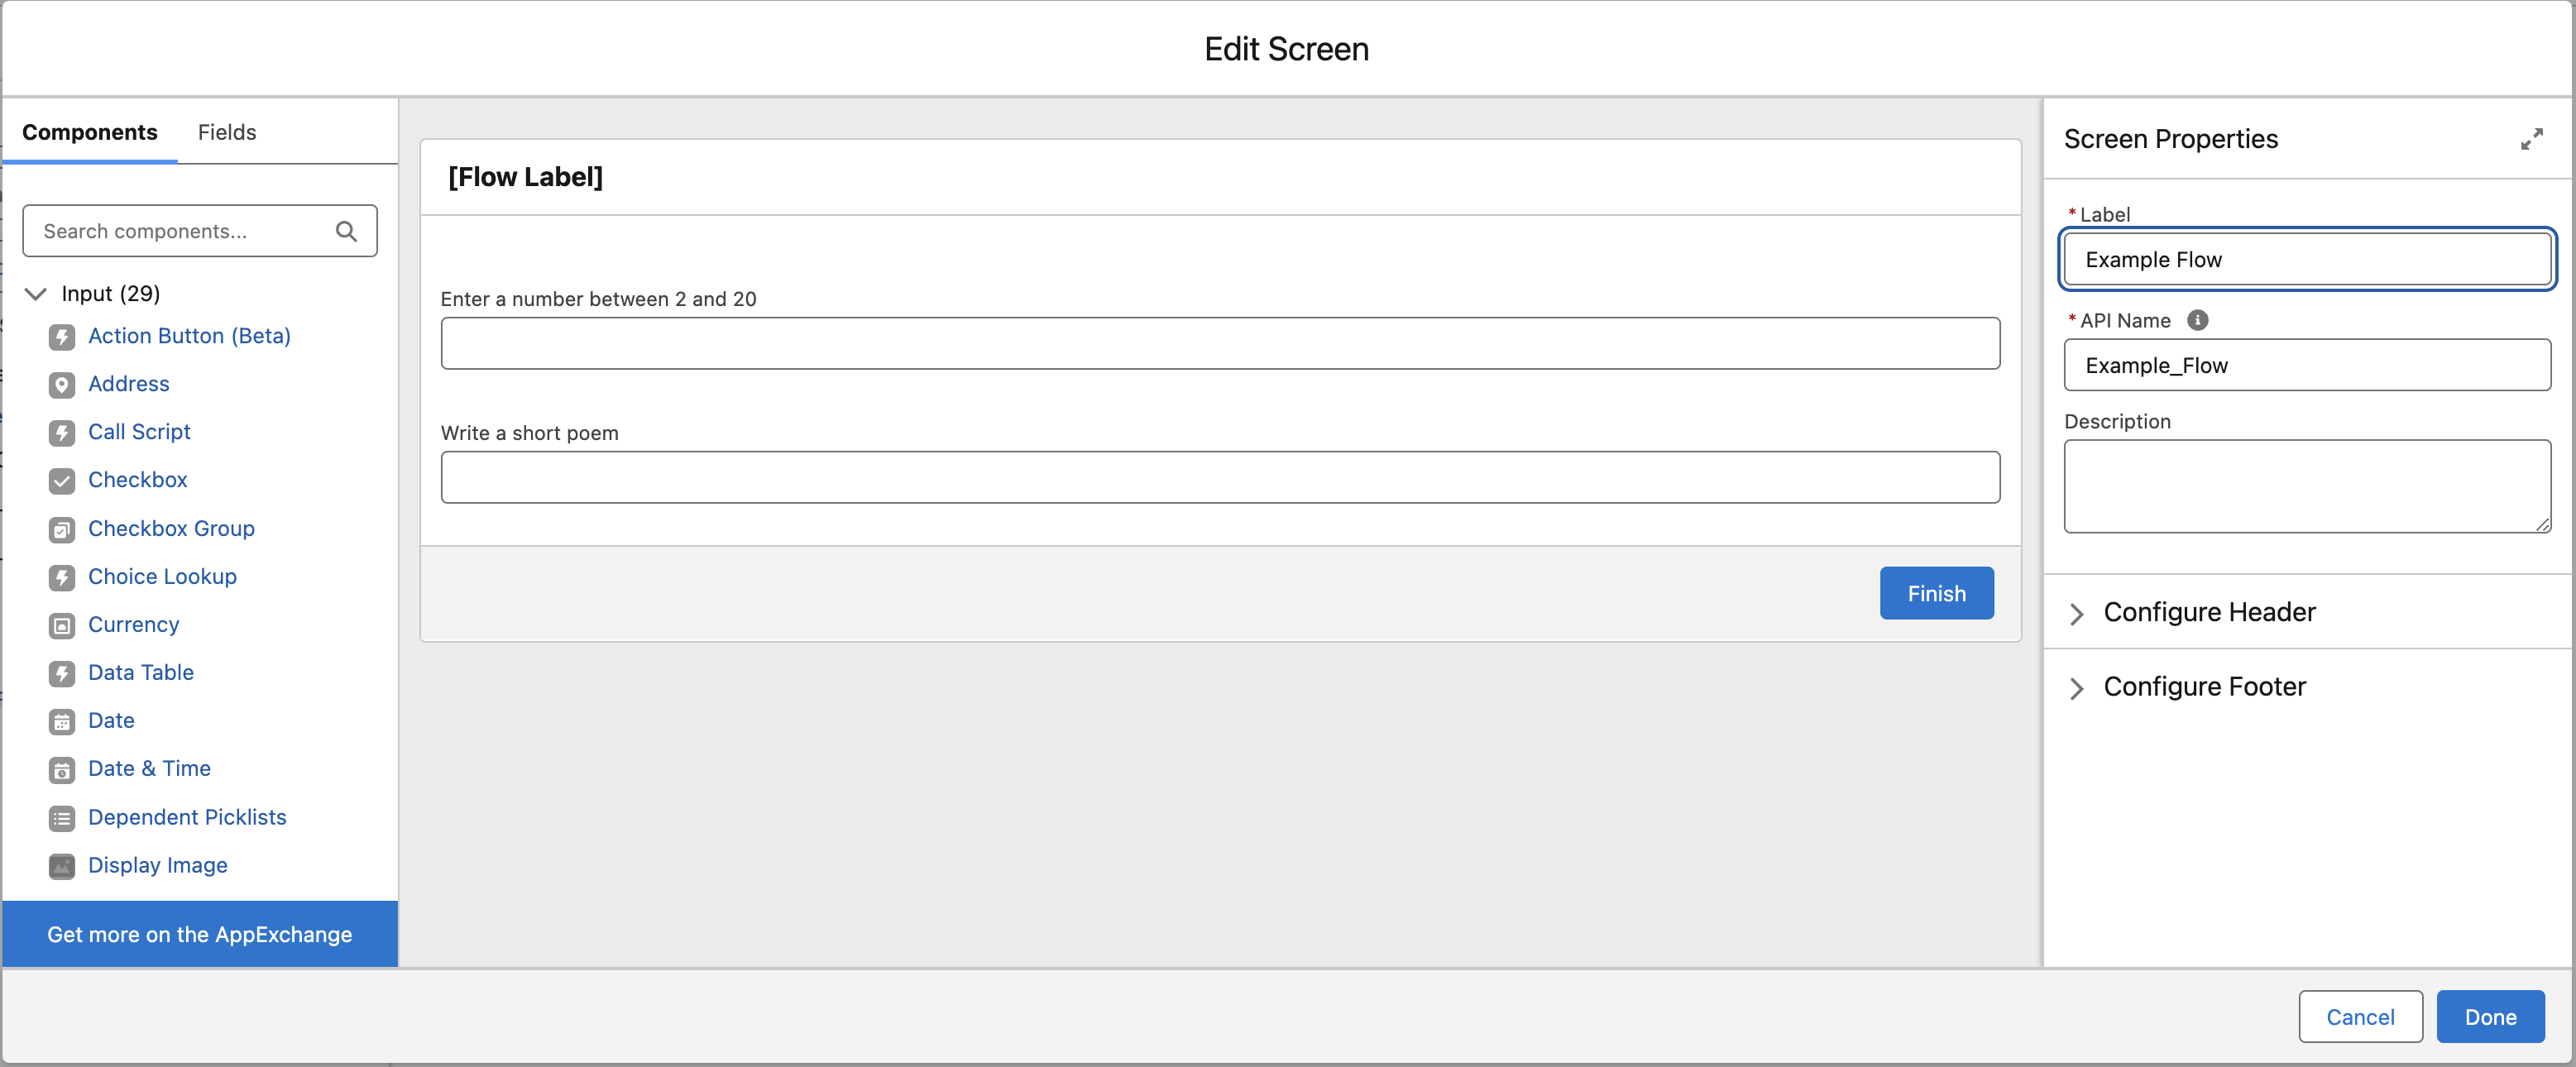 Edit Screen
Components
Fields
Search components...
Input (29)
Action Button (Beta)
Address
Call Script
Checkbox
Checkbox Group
Choice Lookup
Currency
Data Table
Date
Date & Time
Dependent Picklists
Display Image
Get more on the AppExchange
[Flow Label]
Enter a number between 2 and 20
Write a short poem
Finish
Screen Properties
* Label
Example Flow
* API Name
Example_Flow
Description
Configure Header
Configure Footer
Cancel
Done